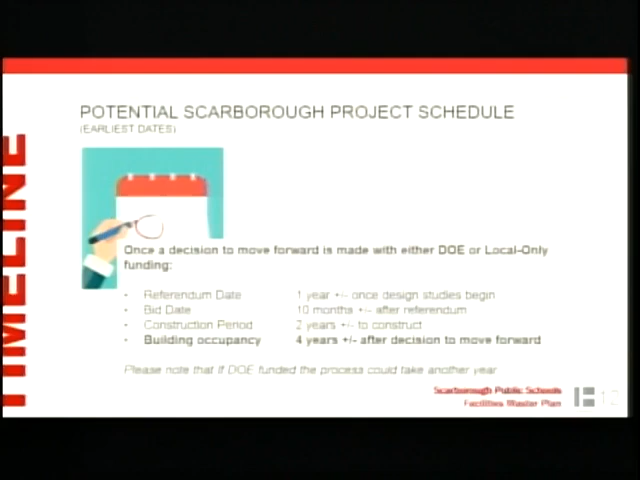 POTENTIAL SCARBOROUGH PROJECT SCHEDULE
(EARLIEST DATES)
TIMELINE
Once a decision to move forward is made with either DOE or Local-Only
funding:
• Referendum Date 1 year +/- once design studies begin
• Bid Date 10 months +/- after referendum
• Construction Period 2 years +/- to construct
• Building occupancy 4 years +/- after decision to move forward
Please note that if DOE funded the process could take another year
Scarborough Public Schools
Facilities Master Plan